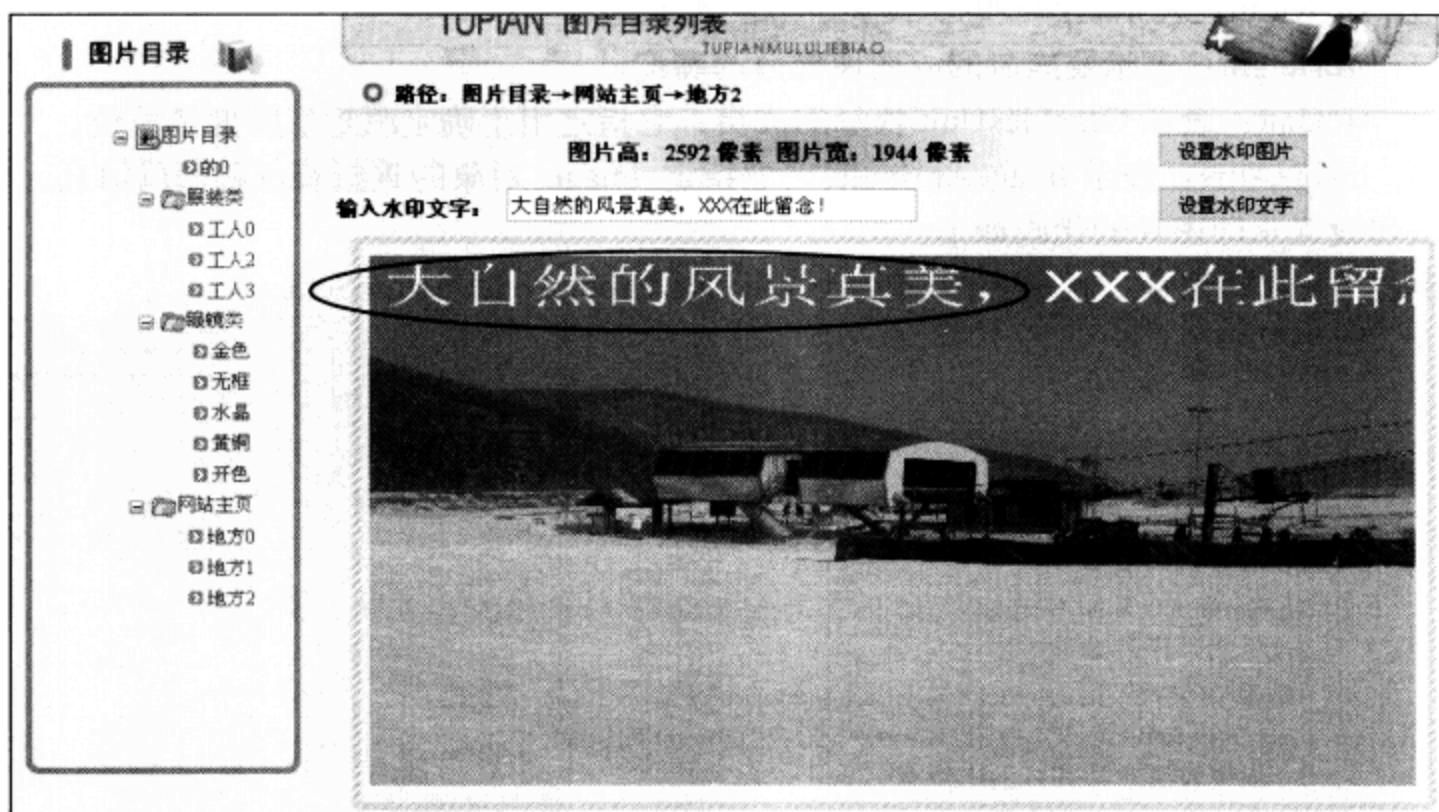 TUPIAN 图片目录列表
TUPIANMULULIEBIAO
图片目录
路径：图片目录→网站主页→地方2
图片目录
的0
服装类
工人0
工人2
工人3
眼镜类
金色
无框
水晶
黄铜
开色
网站主页
地方0
地方1
地方2
图片高：2592 像素 图片宽：1944 像素
设置水印图片
输入水印文字：
大自然的风景真美，XXX在此留念！
设置水印文字
大自然的风景真美，XXX在此留念